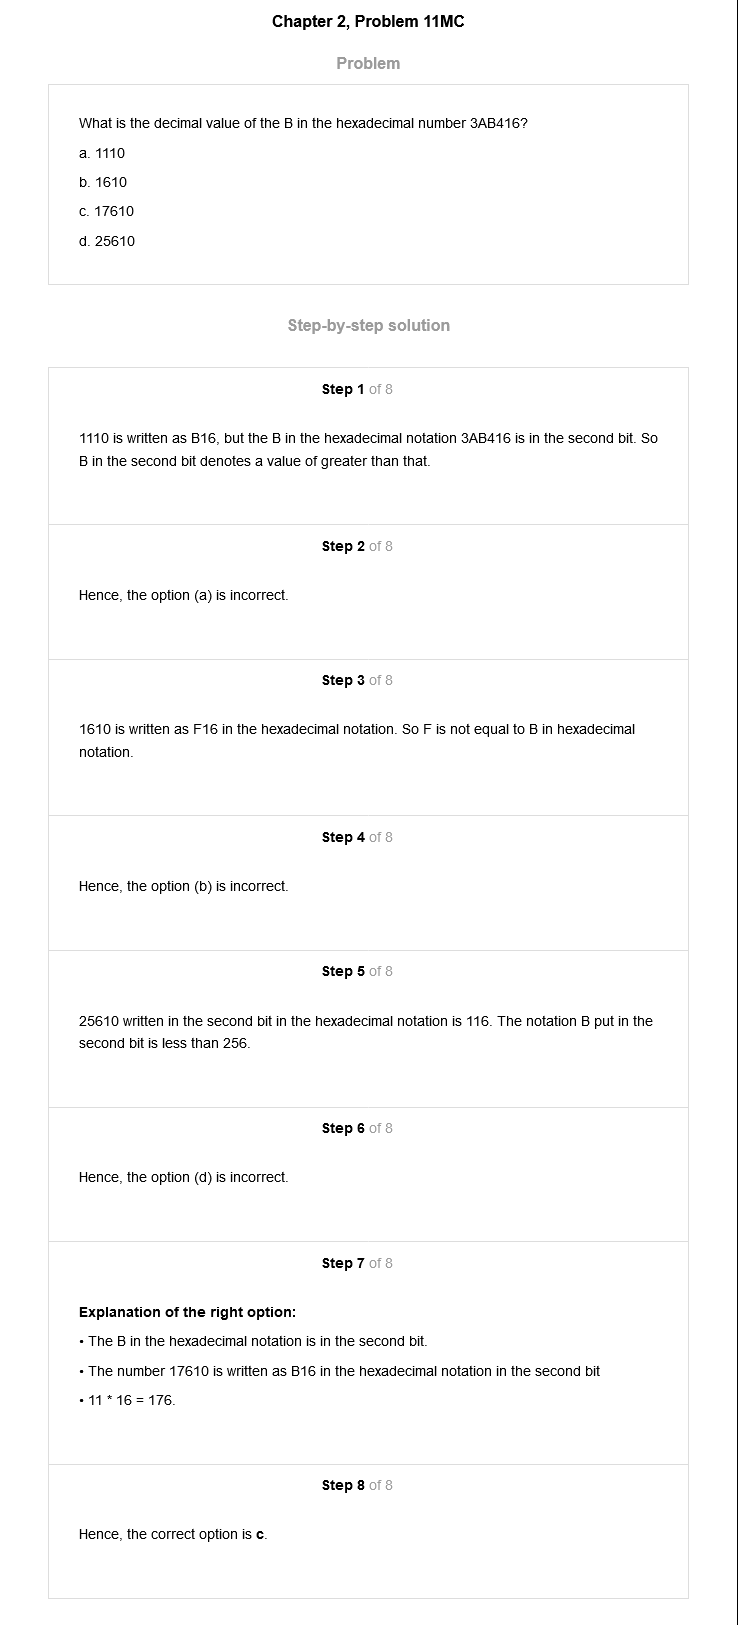 Chapter 2, Problem 11MC
Problem
What is the decimal value of the B in the hexadecimal number 3AB416?
a. 1110
b. 1610
c. 17610
d. 25610
Step-by-step solution
Step 1 of 8
1110 is written as B16, but the B in the hexadecimal notation 3AB416 is in the second bit. So
B in the second bit denotes a value of greater than that.
Step 2 of 8
Hence, the option (a) is incorrect.
Step 3 of 8
1610 is written as F16 in the hexadecimal notation. So F is not equal to B in hexadecimal
notation.
Step 4 of 8
Hence, the option (b) is incorrect.
Step 5 of 8
25610 written in the second bit in the hexadecimal notation is 116. The notation B put in the
second bit is less than 256.
Step 6 of 8
Hence, the option (d) is incorrect.
Step 7 of 8
Explanation of the right option:
• The B in the hexadecimal notation is in the second bit.
• The number 17610 is written as B16 in the hexadecimal notation in the second bit
• 11 * 16 = 176.
Step 8 of 8
Hence, the correct option is c.